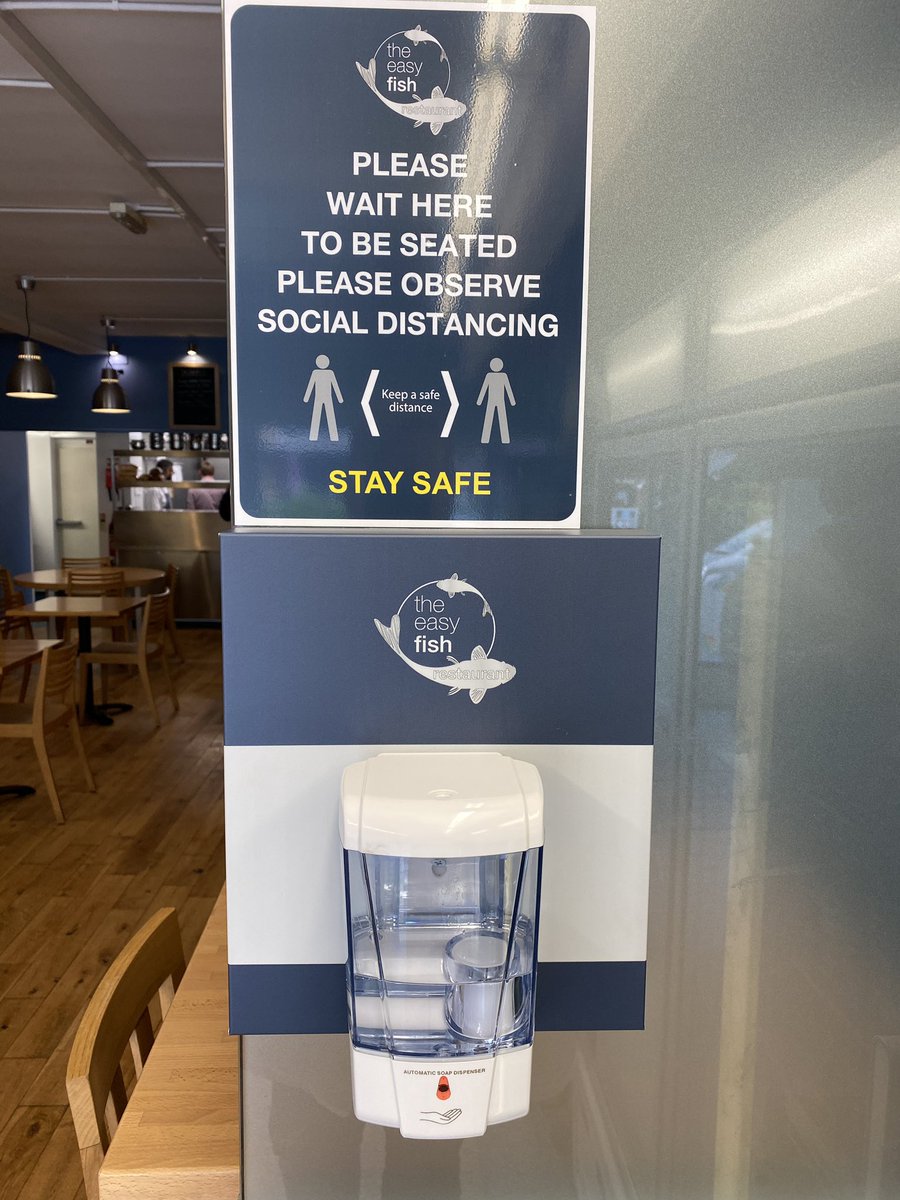 the
easy
fish
restaurant
PLEASE
WAIT HERE
TO BE SEATED
PLEASE OBSERVE
SOCIAL DISTANCING
Keep a safe
distance
STAY SAFE
the
easy
fish
restaurant
AUTOMATIC SOAP DISPENSER